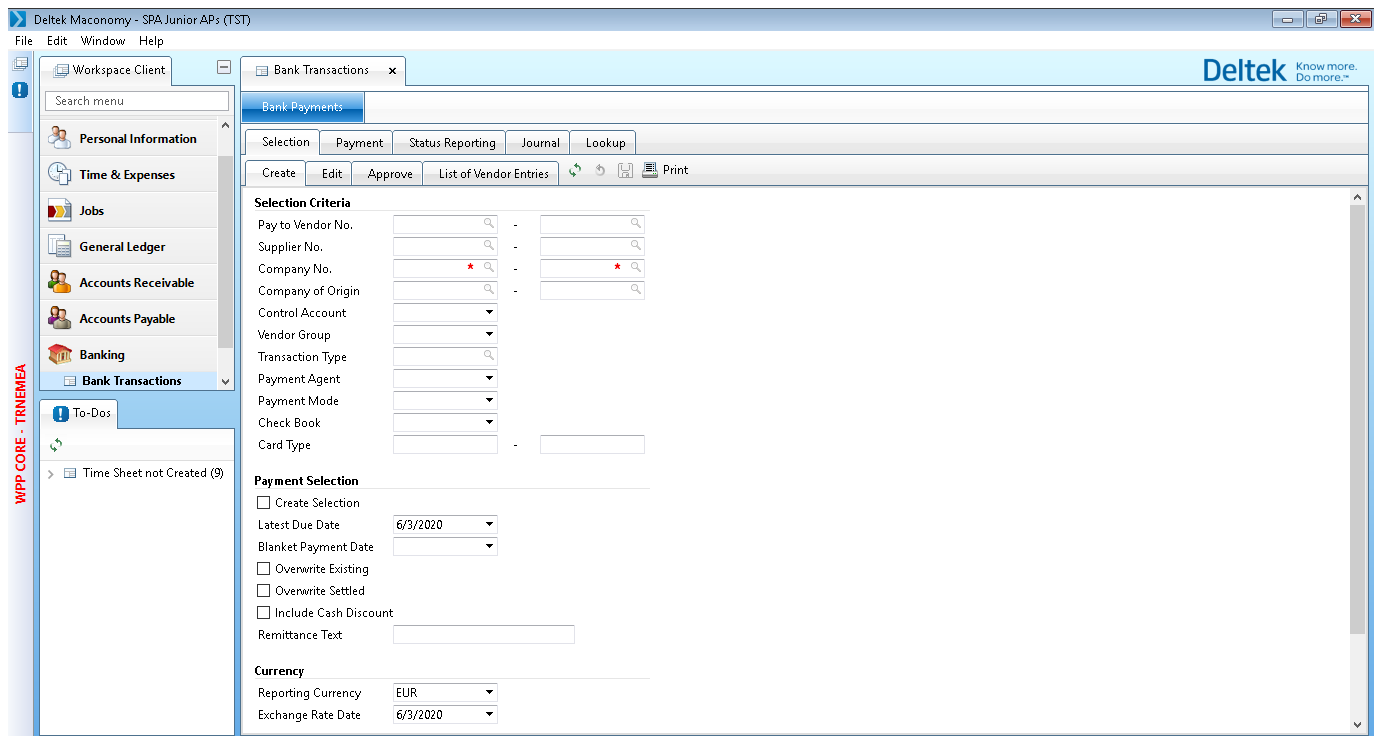 Deltek Maconomy - SPA Junior APs (TST)
File Edit Window Help
Workspace Client
Search menu
Personal Information
Time & Expenses
Jobs
General Ledger
Accounts Receivable
Accounts Payable
Banking
Bank Transactions
To-Dos
Time Sheet not Created (9)
WPP CORE - TRNEMEA
Bank Transactions x
Deltek Know more.
Do more.™
Bank Payments
Selection Payment Status Reporting Journal Lookup
Create Edit Approve List of Vendor Entries Print
Selection Criteria
Pay to Vendor No. -
Supplier No. -
Company No. * - *
Company of Origin -
Control Account
Vendor Group
Transaction Type
Payment Agent
Payment Mode
Check Book
Card Type -
Payment Selection
Create Selection
Latest Due Date 6/3/2020
Blanket Payment Date
Overwrite Existing
Overwrite Settled
Include Cash Discount
Remittance Text
Currency
Reporting Currency EUR
Exchange Rate Date 6/3/2020